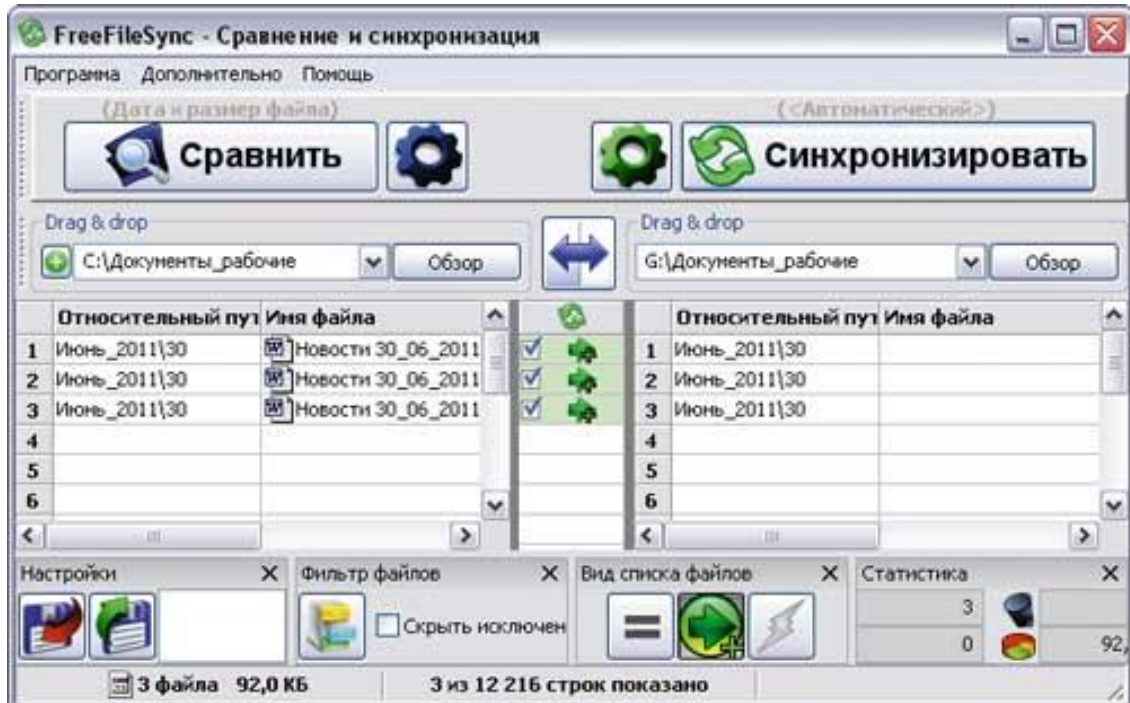 FreeFileSync - Сравнение и синхронизация
Программа Дополнительно Помощь
(Дата и размер файла) (<Автоматический>)
Сравнить Синхронизировать
Drag & drop Drag & drop
C:\Документы_рабочие Обзор G:\Документы_рабочие Обзор
Относительный пут Имя файла Относительный пут Имя файла
1 Июнь_2011\30 Новости 30_06_2011 1 Июнь_2011\30
2 Июнь_2011\30 Новости 30_06_2011 2 Июнь_2011\30
3 Июнь_2011\30 Новости 30_06_2011 3 Июнь_2011\30
4 4
5 5
6 6
Настройки Фильтр файлов Вид списка файлов Статистика
3
Скрыть исключен
0 92,
3 файла 92,0 КБ 3 из 12 216 строк показано